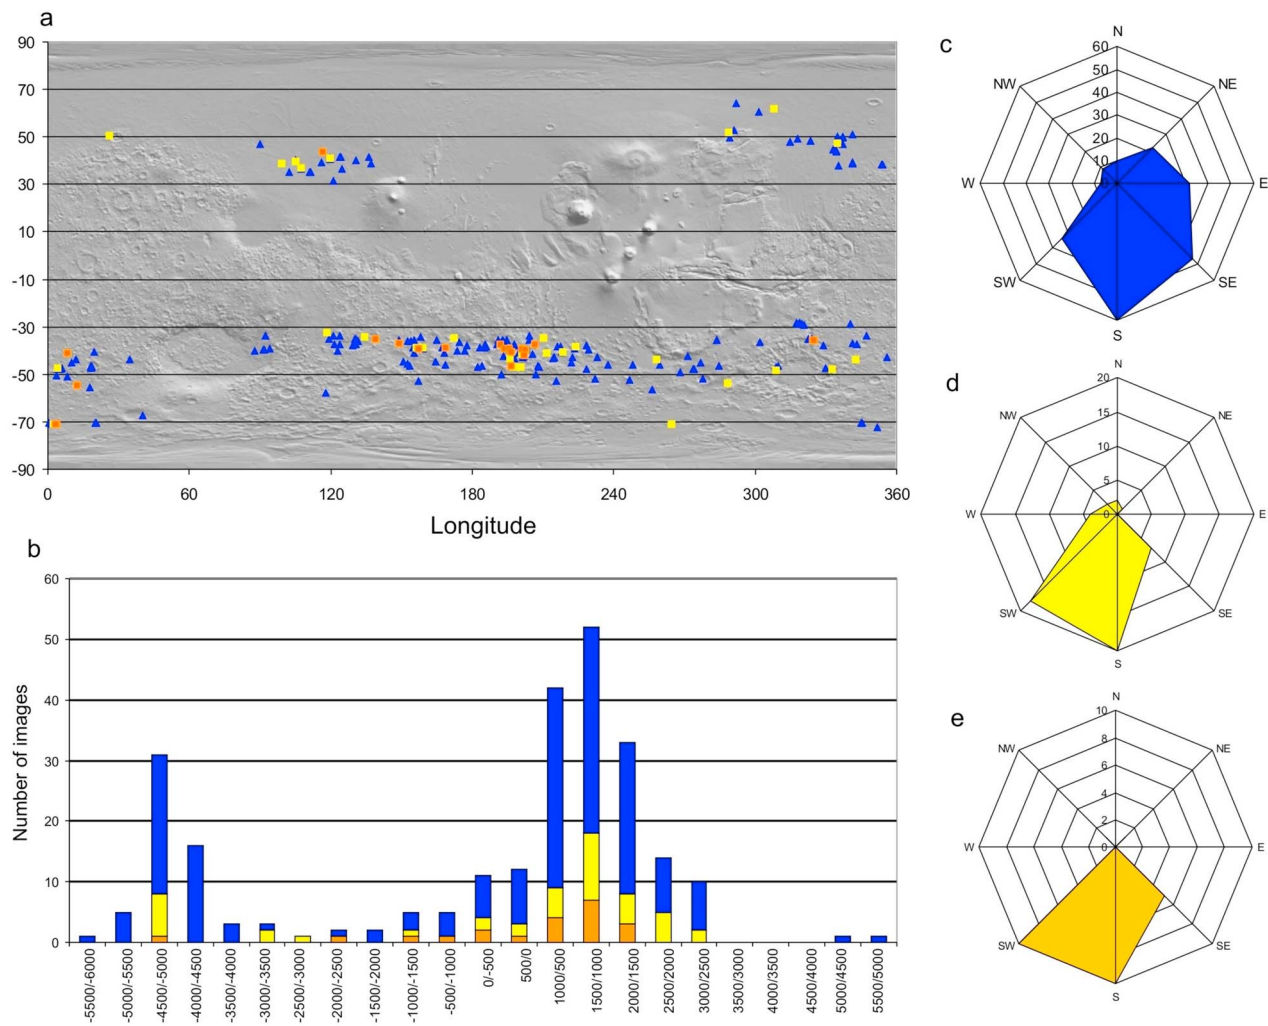 a
90
70
50
30
10
-10
-30
-50
-70
-90
0 60 120 180 240 300 360
Longitude
b
Number of images
60
50
40
30
20
10
0
-5500/-6000
-5000/-5500
-4500/-5000
-4000/-4500
-3500/-4000
-3000/-3500
-2500/-3000
-2000/-2500
-1500/-2000
-1000/-1500
-500/-1000
0/-500
500/0
1000/500
1500/1000
2000/1500
2500/2000
3000/2500
3500/3000
4000/3500
4500/4000
5000/4500
5500/5000
c
N
60
50
40
30
20
10
NW
NE
W
E
SW
SE
S
d
N
20
15
10
5
0
NW
NE
W
E
SW
SE
S
e
N
10
8
6
4
2
0
NW
NE
W
E
SW
SE
S